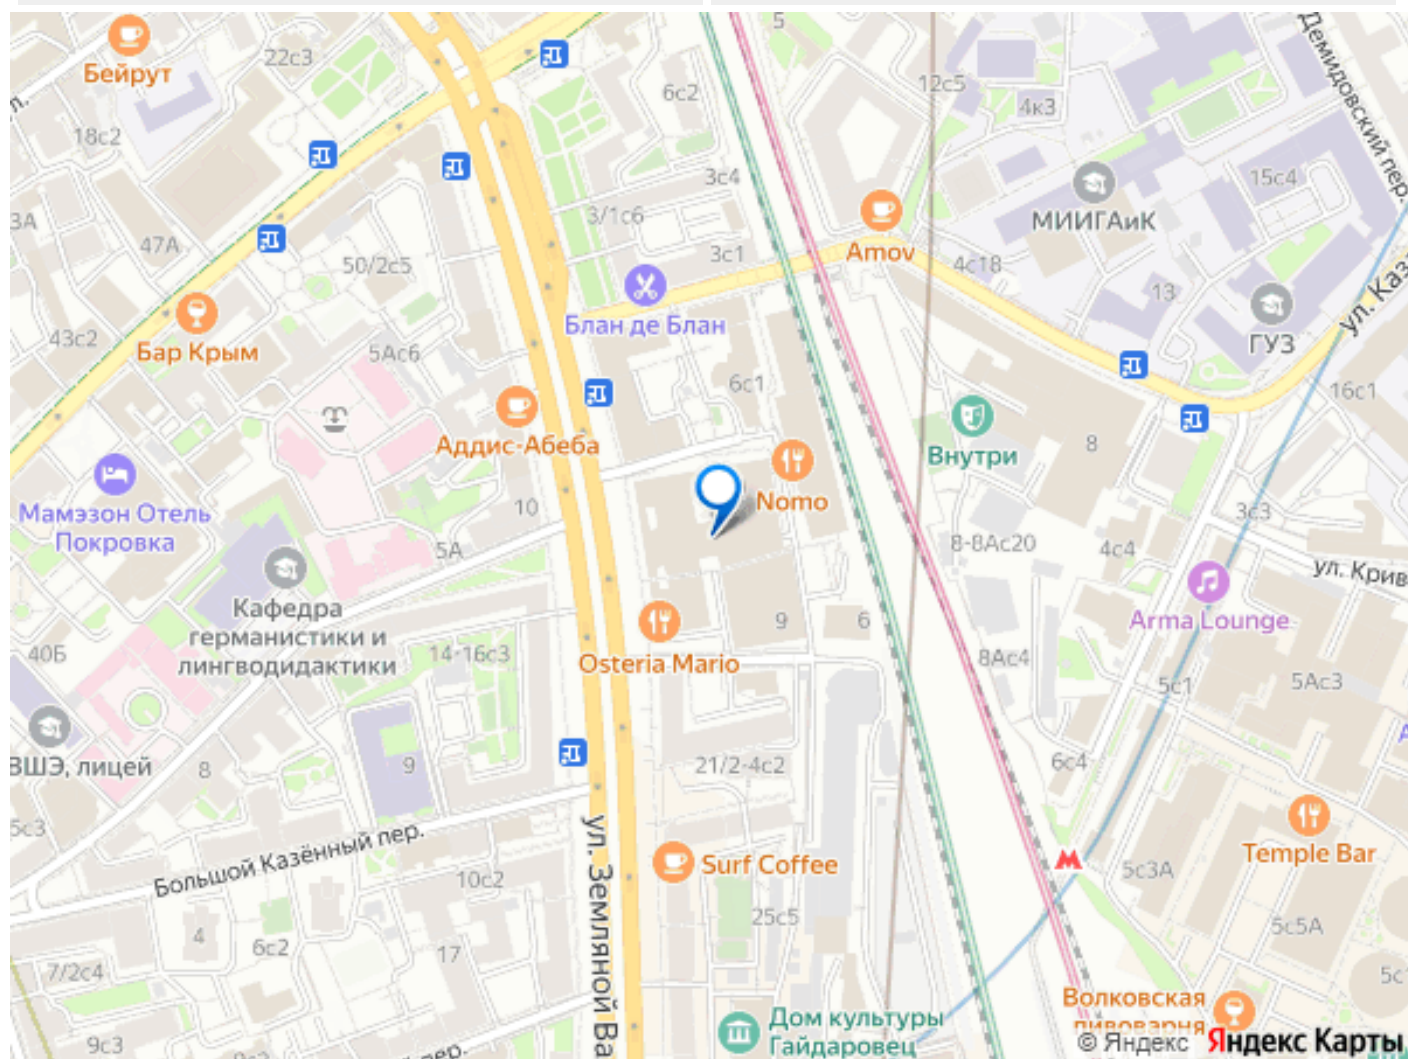 Бейрут
22с3
18с2
3А
47А
50/2с5
43с2
Бар Крым
5Ас6
6с2
5
12с5
4к3
Демидовский пер.
3с4
3/1с6
3с1
МИИГАиК
15с4
Amov
4с18
13
ГУЗ
ул. Каз
Блан де Блан
6с1
16с1
Аддис-Абеба
Внутри
8
Мамэзон Отель
Покровка
10
Nomo
3с3
5А
8-8Ас20
4с4
ул. Крив
Кафедра
германистики и
лингводидактики
40Б
14-16с3
Osteria Mario
9
6
Arma Lounge
8Ас4
5с1
5Ас3
ВШЭ, лицей
8
9
21/2-4с2
6с4
5с3
Большой Казённый пер.
10с2
ул. Земляной Ва
Surf Coffee
5с3А
Temple Bar
25с5
4
6с2
17
5с5А
7/2с4
9с3
пер.
Дом культуры
Гайдаровец
Волковская
пивоварня
© Яндекс Яндекс Карты